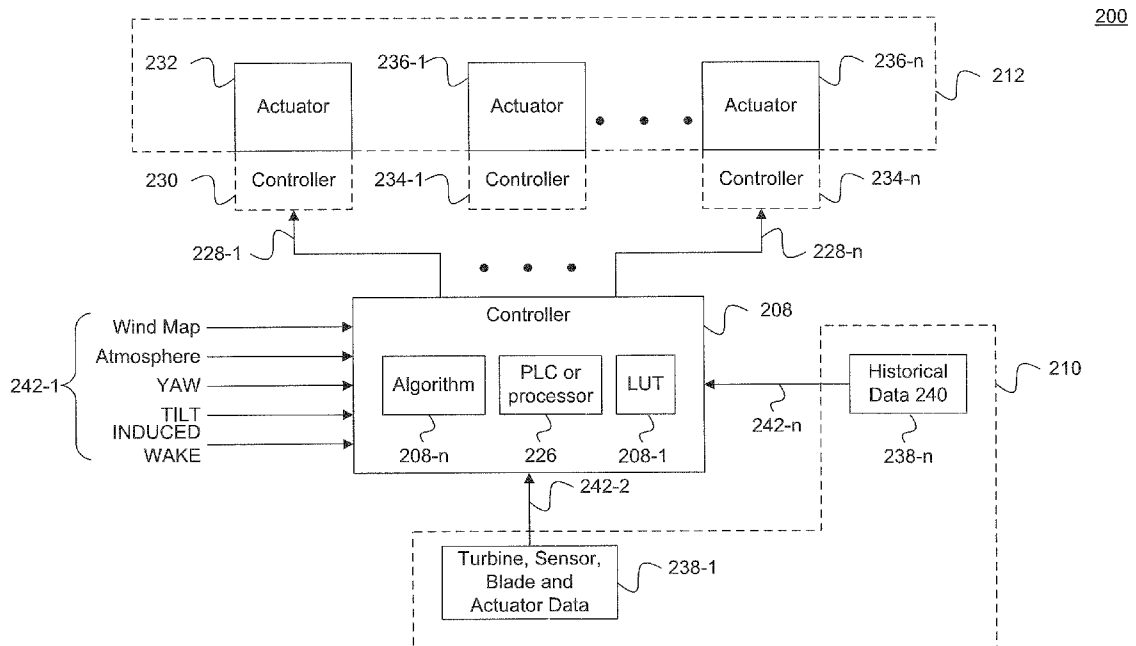 200
232
236-1
236-n
212
Actuator
Actuator
Actuator
230
Controller
234-1
Controller
Controller
234-n
228-1
228-n
Controller
208
242-1
Wind Map
Atmosphere
YAW
TILT
INDUCED
WAKE
Algorithm
PLC or
processor
LUT
208-n
226
208-1
242-n
Historical
Data 240
238-n
210
242-2
Turbine, Sensor,
Blade and
Actuator Data
238-1